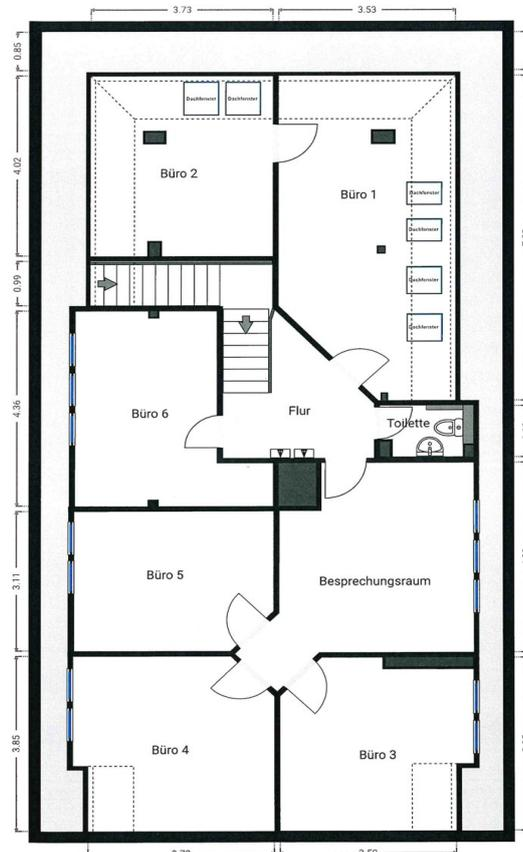 3.73
3.53
0.85
Dachfenster
Dachfenster
4.02
Büro 2
Büro 1
Dachfenster
Dachfenster
0.99
Dachfenster
Dachfenster
4.36
Büro 6
Flur
Toilette
Büro 5
Besprechungsraum
3.11
Büro 4
Büro 3
3.85